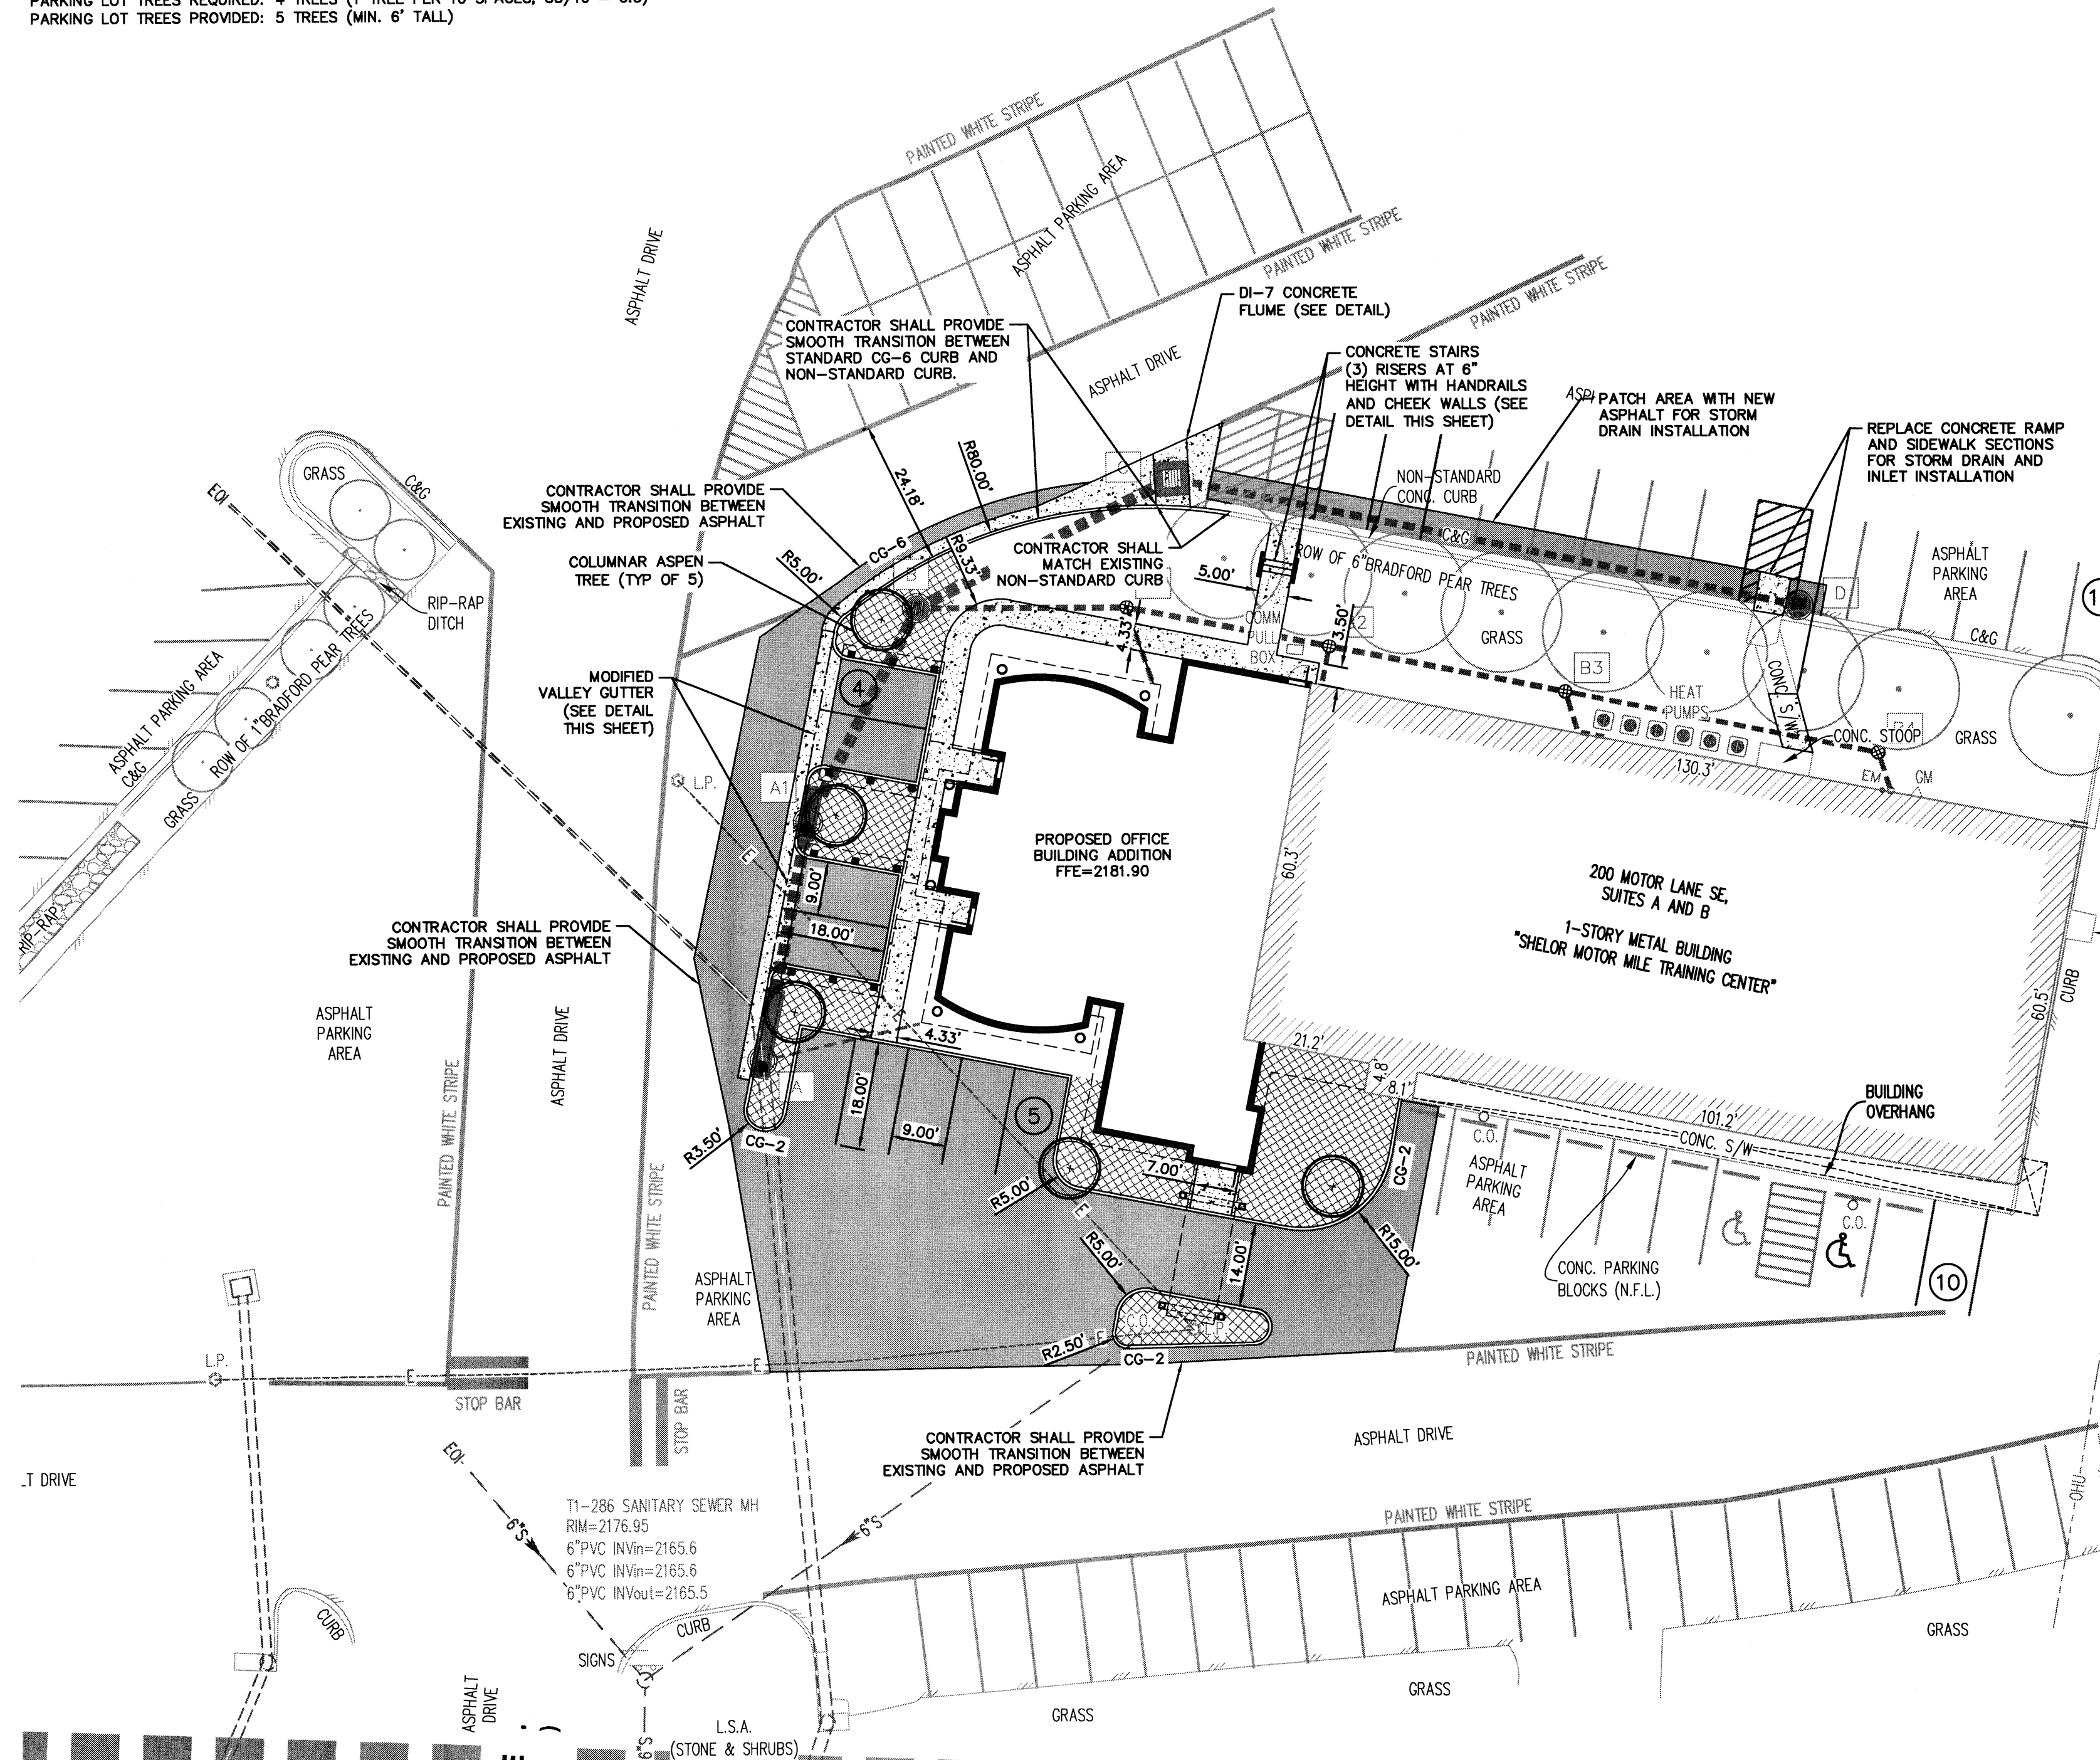 PARKING LOT TREES PROVIDED: 5 TREES (MIN. 6' TALL)
PAINTED WHITE STRIPE
ASPHALT PARKING AREA
PAINTED WHITE STRIPE
PAINTED WHITE STRIPE
ASPHALT DRIVE
DI-7 CONCRETE
FLUME (SEE DETAIL)
CONTRACTOR SHALL PROVIDE
SMOOTH TRANSITION BETWEEN
STANDARD CG-6 CURB AND
NON-STANDARD CURB.
ASPHALT DRIVE
CONCRETE STAIRS
(3) RISERS AT 6"
HEIGHT WITH HANDRAILS
AND CHEEK WALLS (SEE
DETAIL THIS SHEET)
PATCH AREA WITH NEW
ASPHALT FOR STORM
DRAIN INSTALLATION
REPLACE CONCRETE RAMP
AND SIDEWALK SECTIONS
FOR STORM DRAIN AND
INLET INSTALLATION
GRASS
C&G
EOI
24.18'
R80.00'
C
NON-STANDARD
CONC. CURB
C&G
CONTRACTOR SHALL PROVIDE
SMOOTH TRANSITION BETWEEN
EXISTING AND PROPOSED ASPHALT
CG-6
R9.33'
CONTRACTOR SHALL
MATCH EXISTING
NON-STANDARD CURB
ROW OF 6"BRADFORD PEAR TREES
ASPHALT
PARKING
AREA
COLUMNAR ASPEN
TREE (TYP OF 5)
R5.00'
B
5.00'
D
1
RIP-RAP
DITCH
4.33'
COMM
PULL
BOX
3.50'
GRASS
C&G
ASPHALT PARKING AREA
C&G
ROW OF 1"BRADFORD PEAR TREES
GRASS
RIP-RAP
MODIFIED
VALLEY GUTTER
(SEE DETAIL
THIS SHEET)
4
B3
HEAT
PUMPS
CONC. S/W
B4
CONC. STOOP
GRASS
130.3'
EM
GM
L.P.
A1
E
PROPOSED OFFICE
BUILDING ADDITION
FFE=2181.90
60.3'
200 MOTOR LANE SE,
SUITES A AND B
1-STORY METAL BUILDING
"SHELOR MOTOR MILE TRAINING CENTER"
9.00'
18.00'
60.5'
CURB
CONTRACTOR SHALL PROVIDE
SMOOTH TRANSITION BETWEEN
EXISTING AND PROPOSED ASPHALT
ASPHALT
PARKING
AREA
PAINTED WHITE STRIPE
ASPHALT DRIVE
PAINTED WHITE STRIPE
4.33'
A
18.00'
9.00'
5
R3.50'
CG-2
21.2'
4.8'
8.1'
101.2'
BUILDING
OVERHANG
C.O.
CONC. S/W
ASPHALT
PARKING
AREA
CG-2
7.00'
R5.00'
E
R5.00'
14.00'
R15.00'
C.O.
CONC. PARKING
BLOCKS (N.F.L.)
10
ASPHALT
PARKING
AREA
C.O.
L.P.
E
R2.50'
CG-2
PAINTED WHITE STRIPE
L.P.
E
E
STOP BAR
STOP BAR
CONTRACTOR SHALL PROVIDE
SMOOTH TRANSITION BETWEEN
EXISTING AND PROPOSED ASPHALT
ASPHALT DRIVE
EOI
6"S
6"S
T1-286 SANITARY SEWER MH
RIM=2176.95
6"PVC INVin=2165.6
6"PVC INVin=2165.6
6"PVC INVout=2165.5
PAINTED WHITE STRIPE
OHU
ASPHALT PARKING AREA
CURB
CURB
SIGNS
GRASS
GRASS
GRASS
ASPHALT
DRIVE
6"S
L.S.A.
(STONE & SHRUBS)